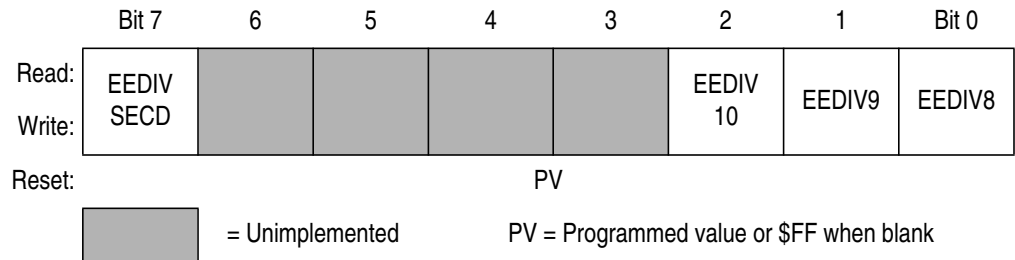 Bit 7 6 5 4 3 2 1 Bit 0
Read:
Write:
EEDIV
SECD
EEDIV
10
EEDIV9
EEDIV8
Reset: PV
= Unimplemented PV = Programmed value or $FF when blank